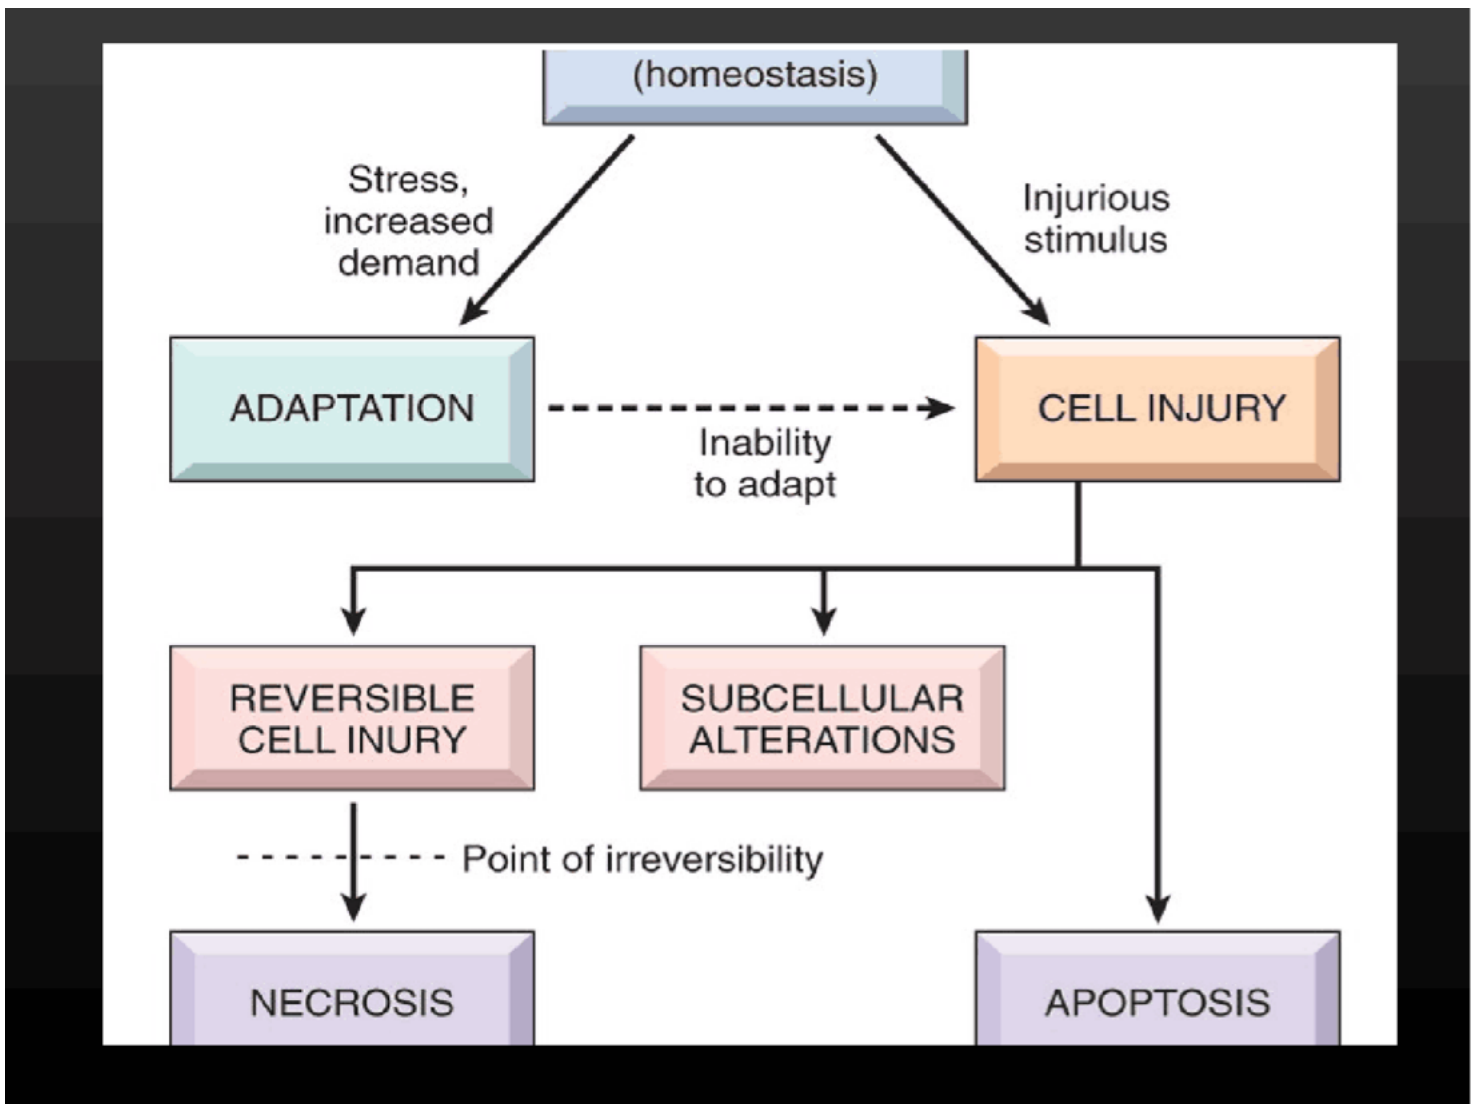 (homeostasis)
Stress,
increased
demand
Injurious
stimulus
ADAPTATION
Inability
to adapt
CELL INJURY
REVERSIBLE
CELL INURY
SUBCELLULAR
ALTERATIONS
Point of irreversibility
NECROSIS
APOPTOSIS